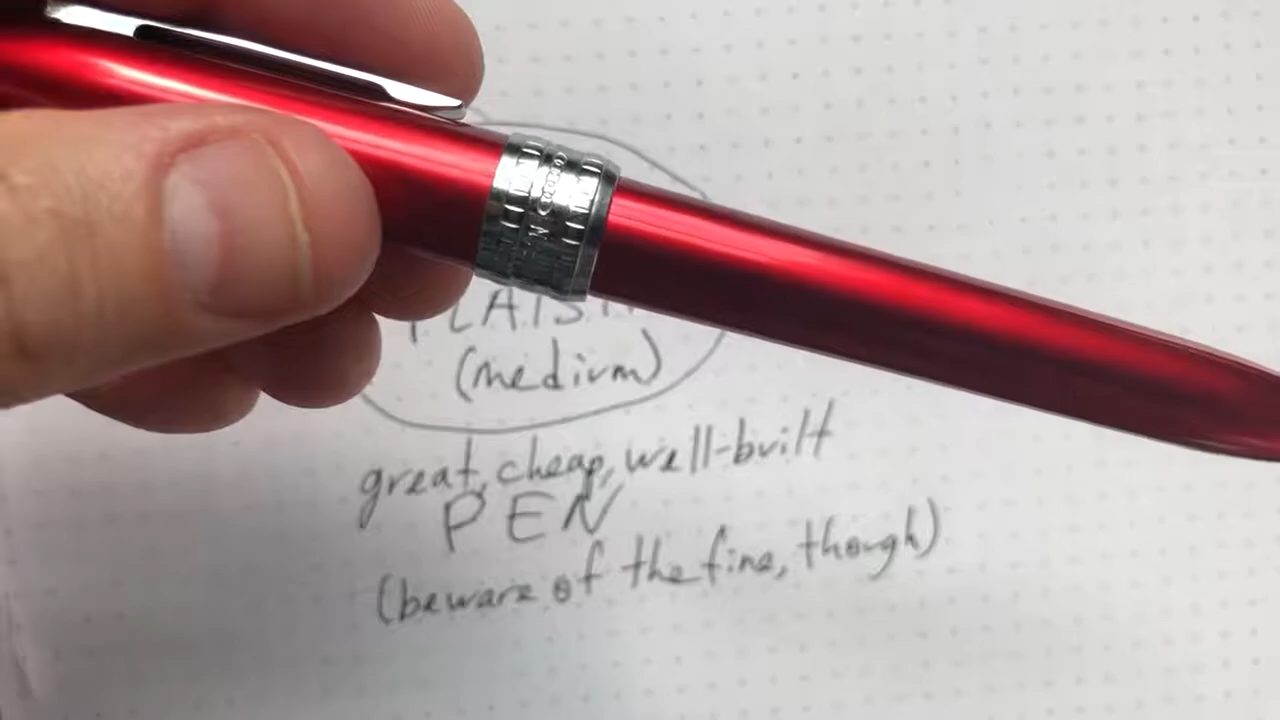 (medium)
great, cheap, well-built
PEN
(beware of the fine, though)